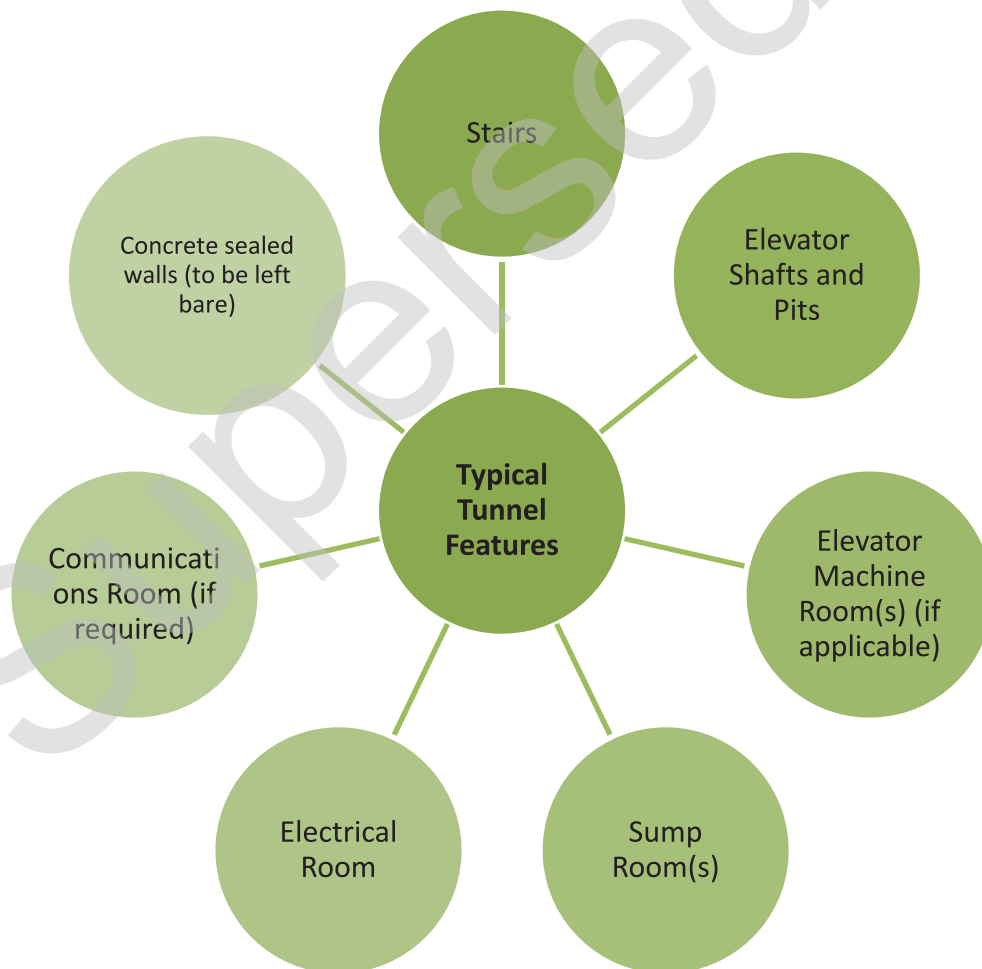 Stairs
Elevator
Shafts and
Pits
Elevator
Machine
Room(s) (if
applicable)
Sump
Room(s)
Electrical
Room
Communicati
ons Room (if
required)
Concrete sealed
walls (to be left
bare)
Typical
Tunnel
Features